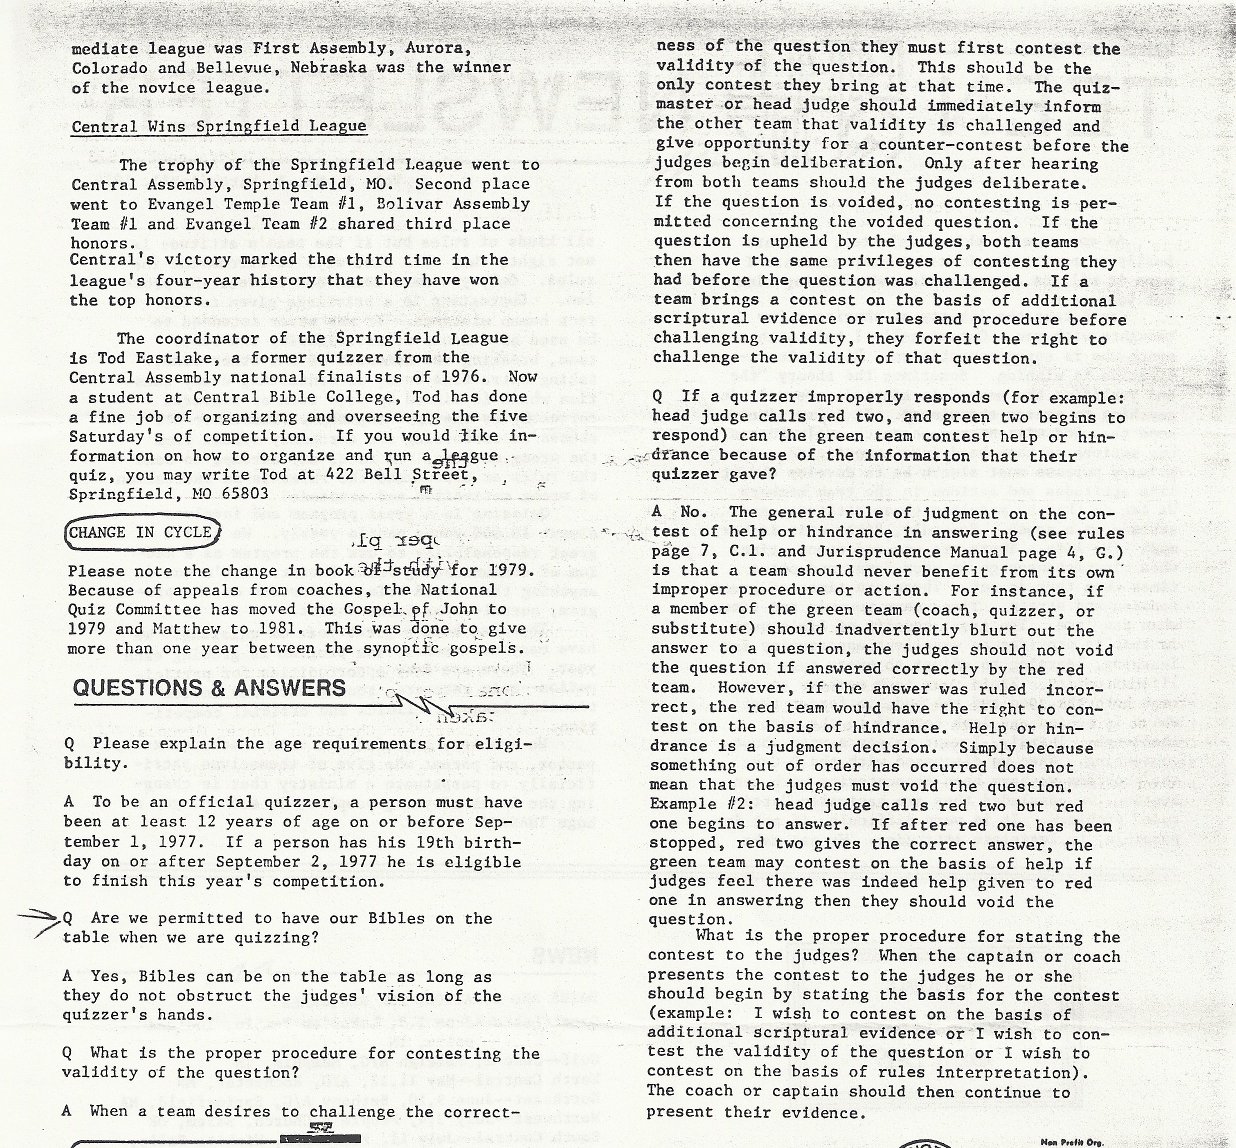 mediate league was First Assembly, Aurora,
Colorado and Bellevue, Nebraska was the winner
of the novice league.
Central Wins Springfield League
The trophy of the Springfield League went to
Central Assembly, Springfield, MO. Second place
went to Evangel Temple Team #1, Bolivar Assembly
Team #1 and Evangel Team #2 shared third place
honors.
Central's victory marked the third time in the
league's four-year history that they have won
the top honors.
The coordinator of the Springfield League
is Tod Eastlake, a former quizzer from the
Central Assembly national finalists of 1976. Now
a student at Central Bible College, Tod has done
a fine job of organizing and overseeing the five
Saturday's of competition. If you would like in-
formation on how to organize and run a league
quiz, you may write Tod at 422 Bell Street,
Springfield, MO 65803
CHANGE IN CYCLE
Please note the change in book of study for 1979.
Because of appeals from coaches, the National
Quiz Committee has moved the Gospel of John to
1979 and Matthew to 1981. This was done to give
more than one year between the synoptic gospels.
QUESTIONS & ANSWERS
Q Please explain the age requirements for eligi-
bility.
A To be an official quizzer, a person must have
been at least 12 years of age on or before Sep-
tember 1, 1977. If a person has his 19th birth-
day on or after September 2, 1977 he is eligible
to finish this year's competition.
Q Are we permitted to have our Bibles on the
table when we are quizzing?
A Yes, Bibles can be on the table as long as
they do not obstruct the judges' vision of the
quizzer's hands.
Q What is the proper procedure for contesting the
validity of the question?
A When a team desires to challenge the correct-
ness of the question they must first contest the
validity of the question. This should be the
only contest they bring at that time. The quiz-
master or head judge should immediately inform
the other team that validity is challenged and
give opportunity for a counter-contest before the
judges begin deliberation. Only after hearing
from both teams should the judges deliberate.
If the question is voided, no contesting is per-
mitted concerning the voided question. If the
question is upheld by the judges, both teams
then have the same privileges of contesting they
had before the question was challenged. If a
team brings a contest on the basis of additional
scriptural evidence or rules and procedure before
challenging validity, they forfeit the right to
challenge the validity of that question.
Q If a quizzer improperly responds (for example:
head judge calls red two, and green two begins to
respond) can the green team contest help or hin-
drance because of the information that their
quizzer gave?
A No. The general rule of judgment on the con-
test of help or hindrance in answering (see rules
page 7, C.1. and Jurisprudence Manual page 4, G.)
is that a team should never benefit from its own
improper procedure or action. For instance, if
a member of the green team (coach, quizzer, or
substitute) should inadvertently blurt out the
answer to a question, the judges should not void
the question if answered correctly by the red
team. However, if the answer was ruled incor-
rect, the red team would have the right to con-
test on the basis of hindrance. Help or hin-
drance is a judgment decision. Simply because
something out of order has occurred does not
mean that the judges must void the question.
Example #2: head judge calls red two but red
one begins to answer. If after red one has been
stopped, red two gives the correct answer, the
green team may contest on the basis of help if
judges feel there was indeed help given to red
one in answering then they should void the
question.
What is the proper procedure for stating the
contest to the judges? When the captain or coach
presents the contest to the judges he or she
should begin by stating the basis for the contest
(example: I wish to contest on the basis of
additional scriptural evidence or I wish to con-
test the validity of the question or I wish to
contest on the basis of rules interpretation).
The coach or captain should then continue to
present their evidence.
Non Profit Org.